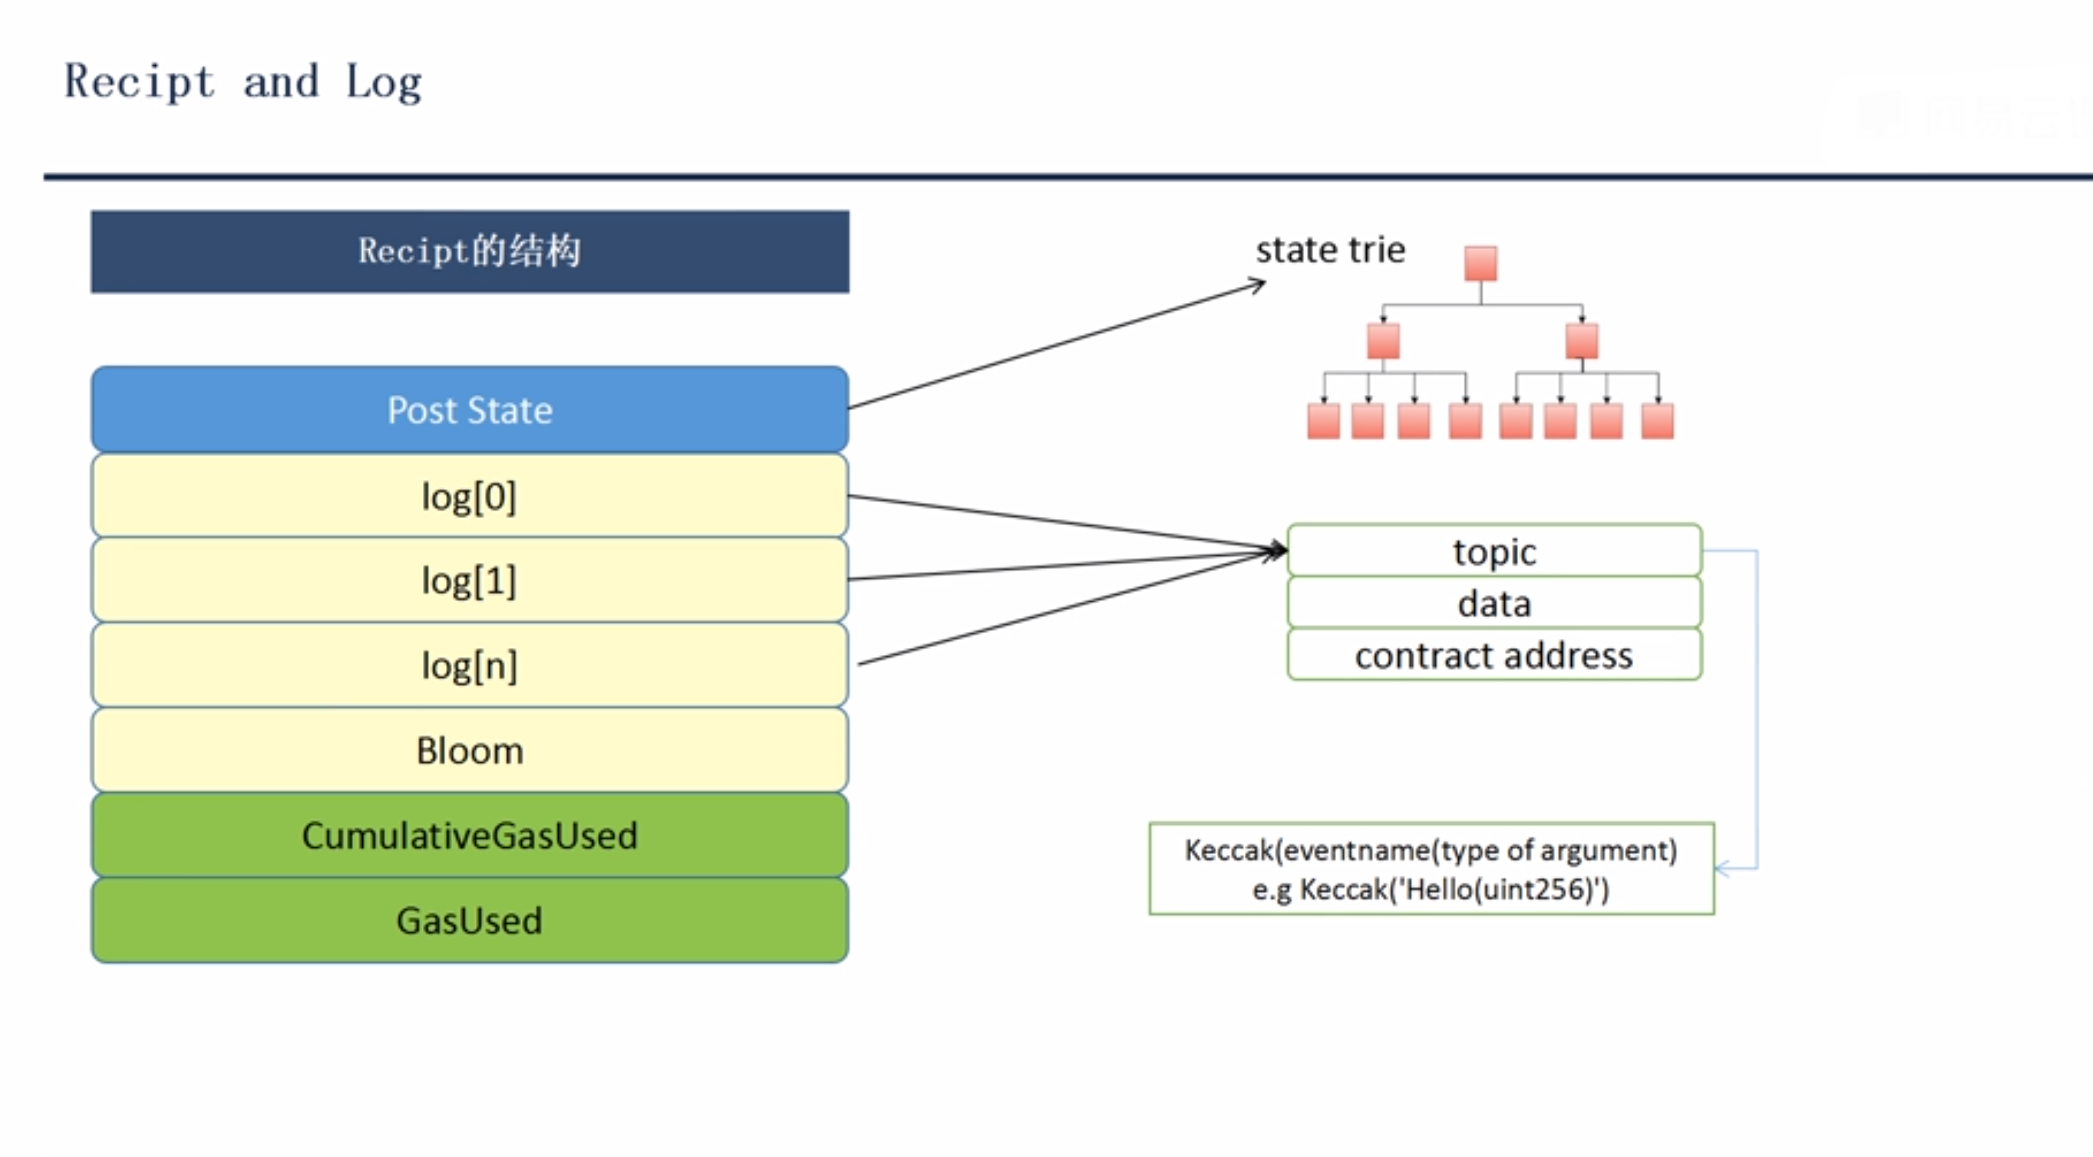 Recipt and Log
Recipt的结构
state trie
Post State
log[0]
log[1]
log[n]
Bloom
CumulativeGasUsed
GasUsed
topic
data
contract address
Keccak(eventname(type of argument)
e.g Keccak('Hello(uint256)')